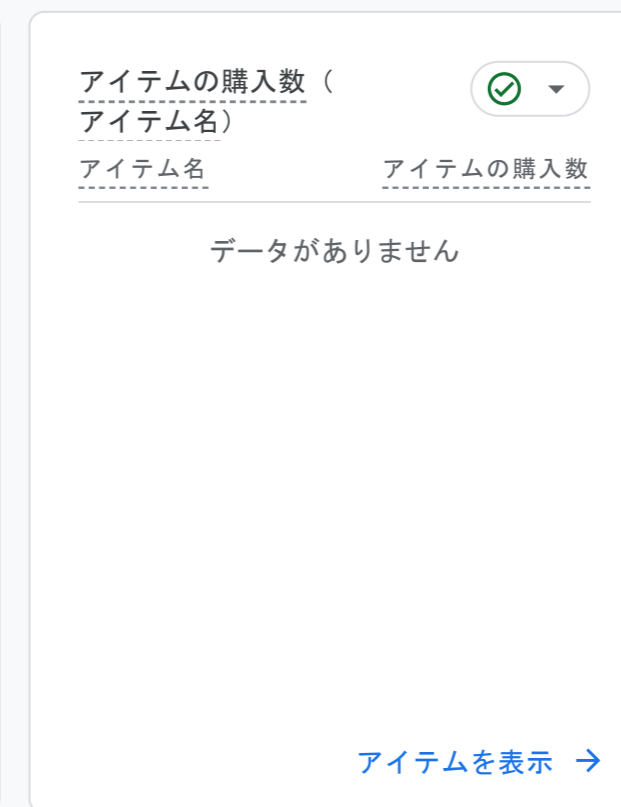 アイテムの購入数（
アイテム名）
アイテム名 アイテムの購入数
データがありません
アイテムを表示 →